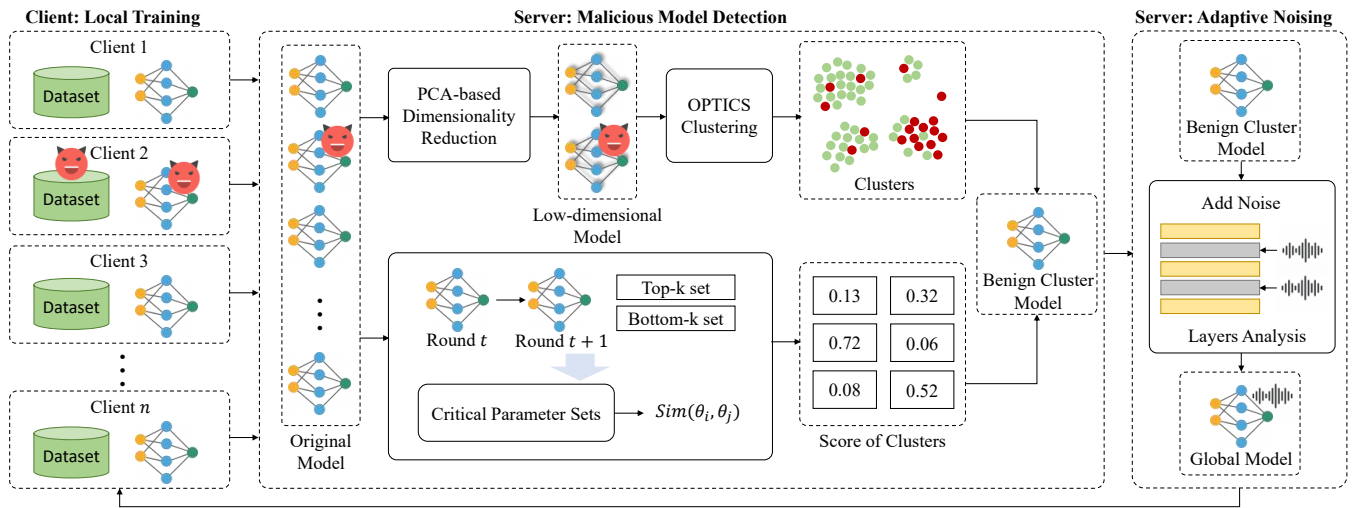 Client: Local Training
Client 1
Dataset
Client 2
Dataset
Client 3
Dataset
Client n
Dataset
Server: Malicious Model Detection
Original
Model
PCA-based
Dimensionality
Reduction
Low-dimensional
Model
OPTICS
Clustering
Clusters
Round t
Round t + 1
Top-k set
Bottom-k set
Critical Parameter Sets
Sim(θi, θj)
0.13 0.32
0.72 0.06
0.08 0.52
Score of Clusters
Benign Cluster
Model
Server: Adaptive Noising
Benign Cluster
Model
Add Noise
Layers Analysis
Global Model